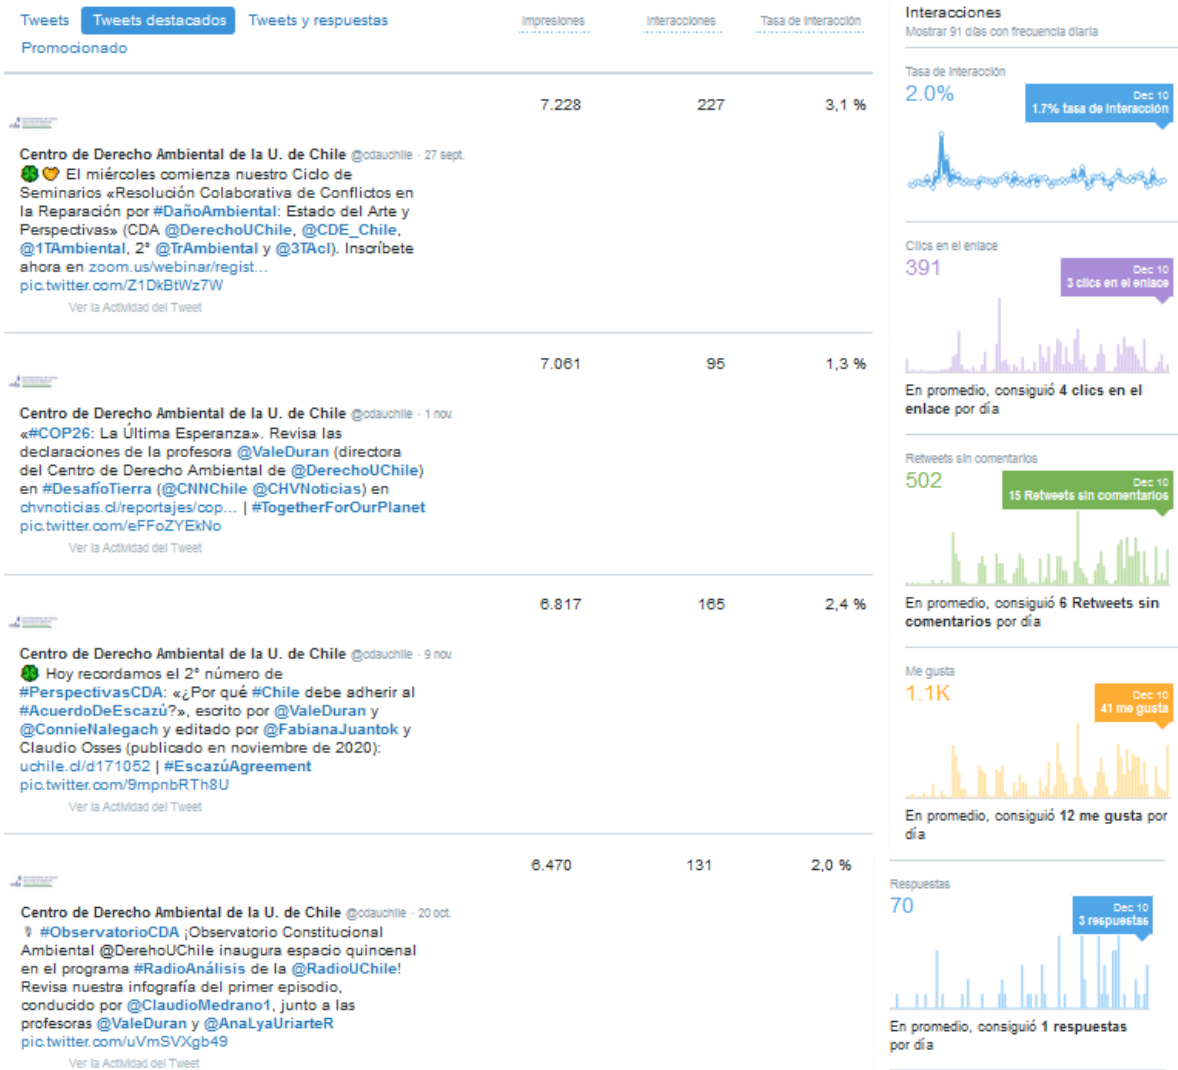 Tweets Tweets destacados Tweets y respuestas
Promocionado
Impresiones Interacciones Tasa de Interacción
7.228 227 3,1 %
Centro de Derecho Ambiental de la U. de Chile @cdauchile · 27 sept.
El miércoles comienza nuestro Ciclo de
Seminarios «Resolución Colaborativa de Conflictos en
la Reparación por #DañoAmbiental: Estado del Arte y
Perspectivas» (CDA @DerechoUChile, @CDE_Chile,
@1TAmbiental, 2° @TrAmbiental y @3TAcl). Inscríbete
ahora en zoom.us/webinar/regist...
pic.twitter.com/Z1DkBtWz7W
Ver la Actividad del Tweet
7.061 95 1,3 %
Centro de Derecho Ambiental de la U. de Chile @cdauchile · 1 nov.
«#COP26: La Última Esperanza». Revisa las
declaraciones de la profesora @ValeDuran (directora
del Centro de Derecho Ambiental de @DerechoUChile)
en #DesafíoTierra (@CNNChile @CHVNoticias) en
chvnoticias.cl/reportajes/cop... | #TogetherForOurPlanet
pic.twitter.com/eFFoZYEkNo
Ver la Actividad del Tweet
6.817 165 2,4 %
Centro de Derecho Ambiental de la U. de Chile @cdauchile · 9 nov.
Hoy recordamos el 2° número de
#PerspectivasCDA: «¿Por qué #Chile debe adherir al
#AcuerdoDeEscazú?», escrito por @ValeDuran y
@ConnieNalegach y editado por @FabianaJuantok y
Claudio Osses (publicado en noviembre de 2020):
uchile.cl/d171052 | #EscazúAgreement
pic.twitter.com/9mpnbRTh8U
Ver la Actividad del Tweet
6.470 131 2,0 %
Centro de Derecho Ambiental de la U. de Chile @cdauchile · 20 oct.
#ObservatorioCDA ¡Observatorio Constitucional
Ambiental @DerehoUChile inaugura espacio quincenal
en el programa #RadioAnálisis de la @RadioUChile!
Revisa nuestra infografía del primer episodio,
conducido por @ClaudioMedrano1, junto a las
profesoras @ValeDuran y @AnaLyaUriarteR
pic.twitter.com/uVmSVXgb49
Ver la Actividad del Tweet
Interacciones
Mostrar 91 días con frecuencia diaria
Tasa de Interacción
2.0%
Dec 10
1.7% tasa de Interacción
Clics en el enlace
391
Dec 10
3 clics en el enlace
En promedio, consiguió 4 clics en el
enlace por día
Retweets sin comentarios
502
Dec 10
15 Retweets sin comentarios
En promedio, consiguió 6 Retweets sin
comentarios por día
Me gusta
1.1K
Dec 10
41 me gusta
En promedio, consiguió 12 me gusta por
día
Respuestas
70
Dec 10
3 respuestas
En promedio, consiguió 1 respuestas
por día